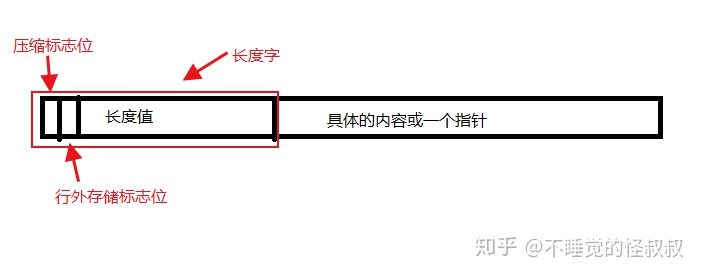 压缩标志位
长度字
长度值
具体的内容或一个指针
行外存储标志位
知乎 @不睡觉的怪叔叔